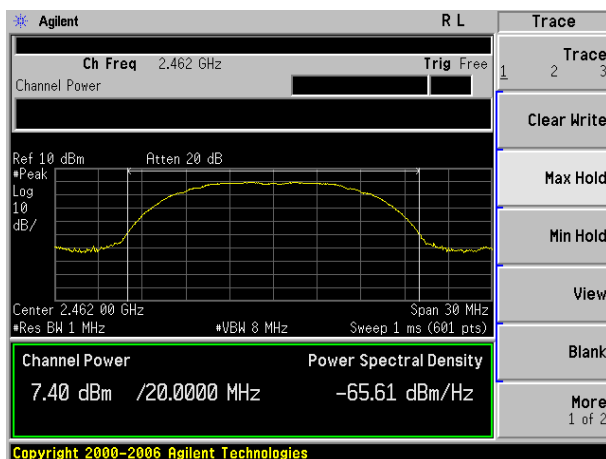 Agilent R L Trace
Ch Freq 2.462 GHz Trig Free
Channel Power
Trace
1 2 3
Clear Write
Max Hold
Min Hold
View
Blank
More
1 of 2
Ref 10 dBm Atten 20 dB
#Peak
Log
10
dB/
Center 2.462 00 GHz Span 30 MHz
#Res BW 1 MHz #VBW 8 MHz Sweep 1 ms (601 pts)
Channel Power Power Spectral Density
7.40 dBm /20.0000 MHz -65.61 dBm/Hz
Copyright 2000-2006 Agilent Technologies